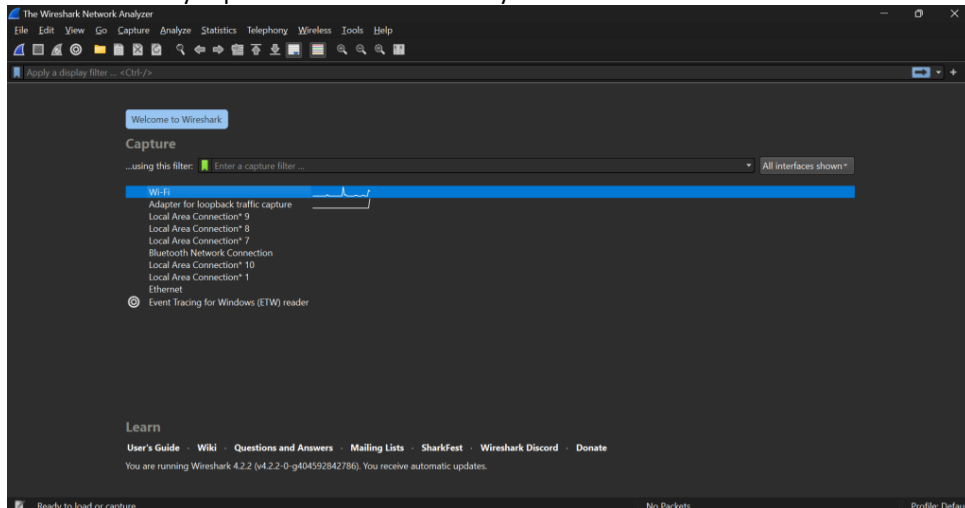 The Wireshark Network Analyzer
File Edit View Go Capture Analyze Statistics Telephony Wireless Tools Help
Apply a display filter ... <Ctrl-/>
Welcome to Wireshark
Capture
...using this filter: Enter a capture filter ... All interfaces shown
Wi-Fi
Adapter for loopback traffic capture
Local Area Connection* 9
Local Area Connection* 8
Local Area Connection* 7
Bluetooth Network Connection
Local Area Connection* 10
Local Area Connection* 1
Ethernet
Event Tracing for Windows (ETW) reader
Learn
User's Guide · Wiki · Questions and Answers · Mailing Lists · SharkFest · Wireshark Discord · Donate
You are running Wireshark 4.2.2 (v4.2.2-0-g404592842786). You receive automatic updates.
Ready to load or capture No Packets Profile: Defau